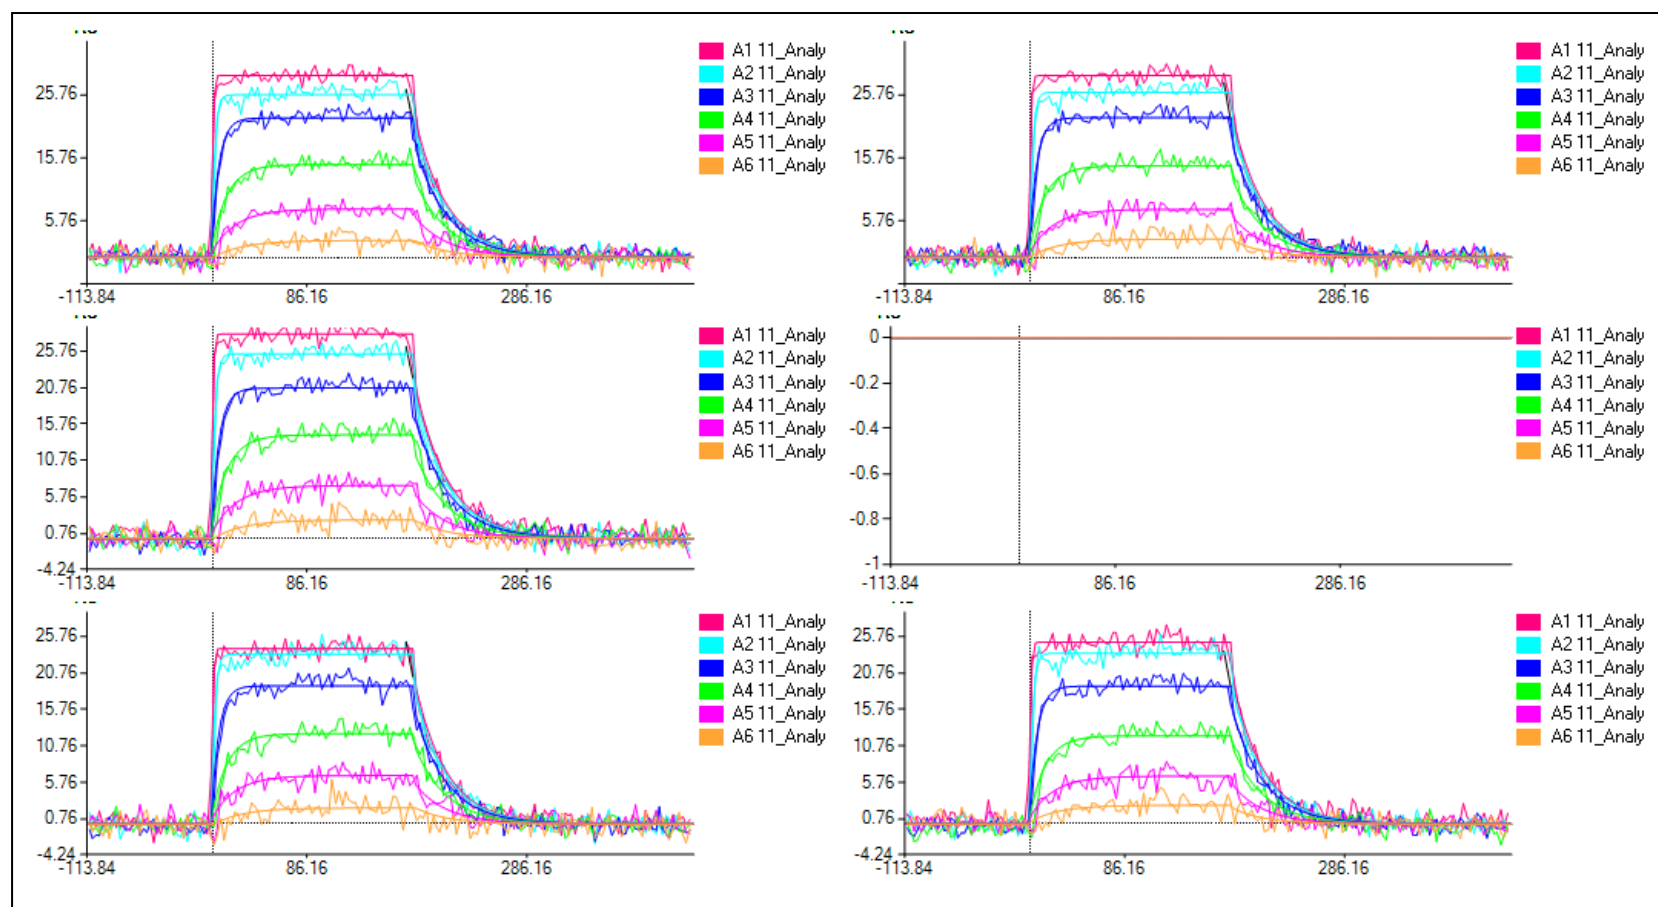 A1 11_Analy
A2 11_Analy
A3 11_Analy
A4 11_Analy
A5 11_Analy
A6 11_Analy
25.76
15.76
5.76
-113.84 86.16 286.16
A1 11_Analy
A2 11_Analy
A3 11_Analy
A4 11_Analy
A5 11_Analy
A6 11_Analy
25.76
15.76
5.76
-113.84 86.16 286.16
A1 11_Analy
A2 11_Analy
A3 11_Analy
A4 11_Analy
A5 11_Analy
A6 11_Analy
25.76
20.76
15.76
10.76
5.76
0.76
-4.24
-113.84 86.16 286.16
A1 11_Analy
A2 11_Analy
A3 11_Analy
A4 11_Analy
A5 11_Analy
A6 11_Analy
0
-0.2
-0.4
-0.6
-0.8
-1
-113.84 86.16 286.16
A1 11_Analy
A2 11_Analy
A3 11_Analy
A4 11_Analy
A5 11_Analy
A6 11_Analy
25.76
20.76
15.76
10.76
5.76
0.76
-4.24
-113.84 86.16 286.16
A1 11_Analy
A2 11_Analy
A3 11_Analy
A4 11_Analy
A5 11_Analy
A6 11_Analy
25.76
20.76
15.76
10.76
5.76
0.76
-4.24
-113.84 86.16 286.16